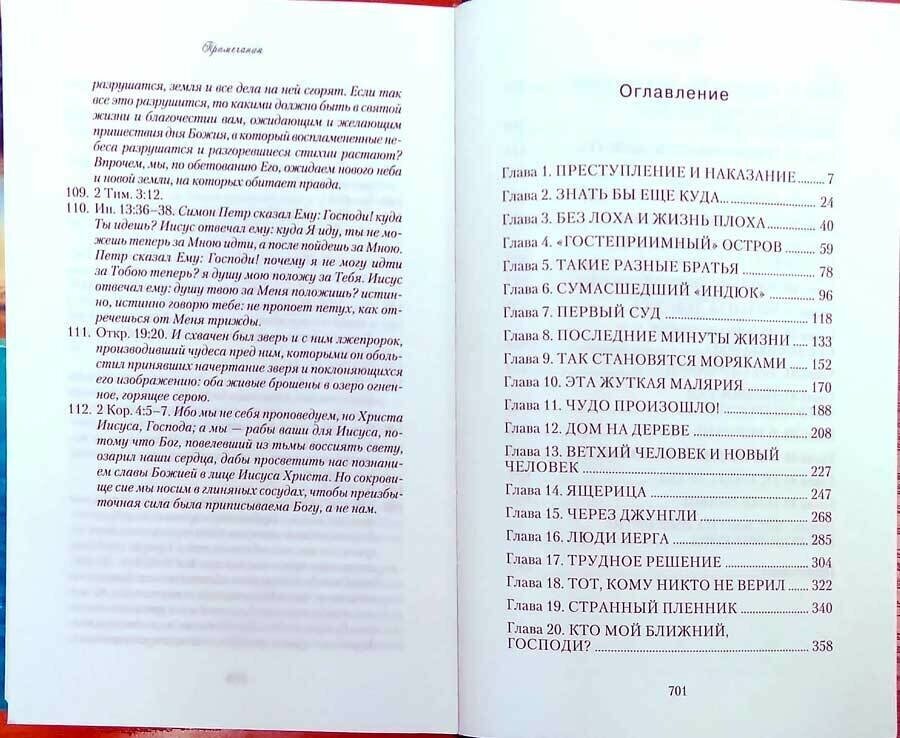 Примечания
разрушатся, земля и все дела на ней сгорят. Если так
все это разрушится, то какими должно быть в святой
жизни и благочестии вам, ожидающим и желающим
пришествия дня Божия, в который воспламененные не-
беса разрушатся и разгоревшиеся стихии растают?
Впрочем, мы, по обетованию Его, ожидаем нового неба
и новой земли, на которых обитает правда.
109. 2 Тим. 3:12.
110. Ин. 13:36–38. Симон Петр сказал Ему: Господи! куда
Ты идешь? Иисус отвечал ему: куда Я иду, ты не мо-
жешь теперь за Мною идти, а после пойдешь за Мною.
Петр сказал Ему: Господи! почему я не могу идти
за Тобою теперь? я душу мою положу за Тебя. Иисус
отвечал ему: душу твою за Меня положишь? истин-
но, истинно говорю тебе: не пропоет петух, как от-
речешься от Меня трижды.
111. Откр. 19:20. И схвачен был зверь и с ним лжепророк,
производивший чудеса пред ним, которыми он оболь-
стил принявших начертание зверя и поклоняющихся
его изображению: оба живые брошены в озеро огнен-
ное, горящее серою.
112. 2 Кор. 4:5–7. Ибо мы не себя проповедуем, но Христа
Иисуса, Господа; а мы — рабы ваши для Иисуса, по-
тому что Бог, повелевший из тьмы воссиять свету,
озарил наши сердца, дабы просветить нас познани-
ем славы Божией в лице Иисуса Христа. Но сокрови-
ще сие мы носим в глиняных сосудах, чтобы преизбы-
точная сила была приписываема Богу, а не нам.
Оглавление
Глава 1. ПРЕСТУПЛЕНИЕ И НАКАЗАНИЕ ....... 7
Глава 2. ЗНАТЬ БЫ ЕЩЕ КУДА... ....... 24
Глава 3. БЕЗ ЛОХА И ЖИЗНЬ ПЛОХА ....... 40
Глава 4. «ГОСТЕПРИИМНЫЙ» ОСТРОВ ....... 59
Глава 5. ТАКИЕ РАЗНЫЕ БРАТЬЯ ....... 78
Глава 6. СУМАСШЕДШИЙ «ИНДЮК» ....... 96
Глава 7. ПЕРВЫЙ СУД ....... 118
Глава 8. ПОСЛЕДНИЕ МИНУТЫ ЖИЗНИ ....... 133
Глава 9. ТАК СТАНОВЯТСЯ МОРЯКАМИ ....... 152
Глава 10. ЭТА ЖУТКАЯ МАЛЯРИЯ ....... 170
Глава 11. ЧУДО ПРОИЗОШЛО! ....... 188
Глава 12. ДОМ НА ДЕРЕВЕ ....... 208
Глава 13. ВЕТХИЙ ЧЕЛОВЕК И НОВЫЙ
ЧЕЛОВЕК ....... 227
Глава 14. ЯЩЕРИЦА ....... 247
Глава 15. ЧЕРЕЗ ДЖУНГЛИ ....... 268
Глава 16. ЛЮДИ ИЕРГА ....... 285
Глава 17. ТРУДНОЕ РЕШЕНИЕ ....... 304
Глава 18. ТОТ, КОМУ НИКТО НЕ ВЕРИЛ ....... 322
Глава 19. СТРАННЫЙ ПЛЕННИК ....... 340
Глава 20. КТО МОЙ БЛИЖНИЙ,
ГОСПОДИ? ....... 358
701